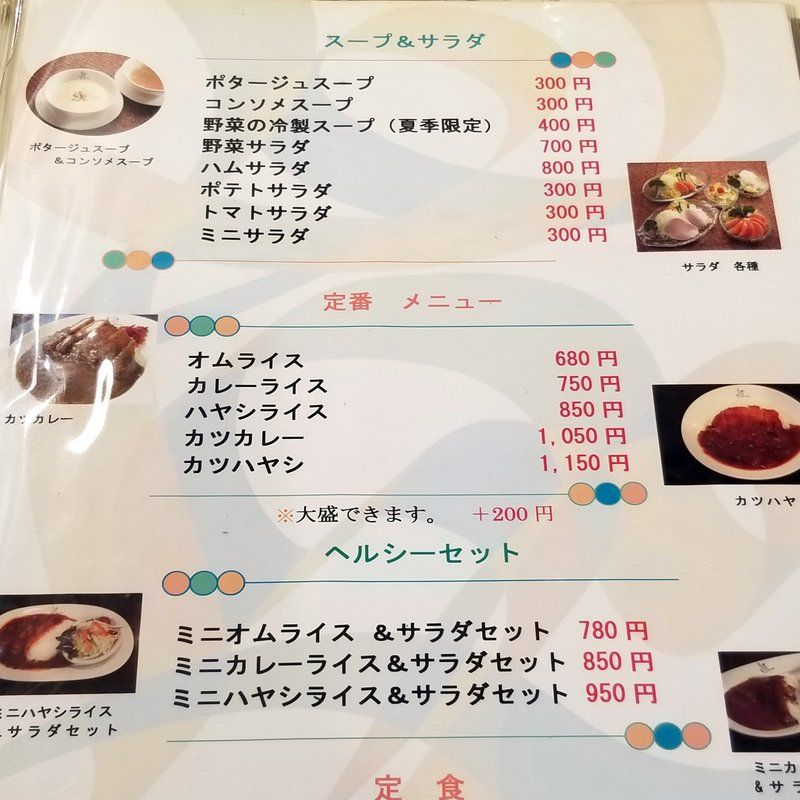 スープ＆サラダ
ポタージュスープ 300円
コンソメスープ 300円
野菜の冷製スープ（夏季限定） 400円
野菜サラダ 700円
ハムサラダ 800円
ポテトサラダ 300円
トマトサラダ 300円
ミニサラダ 300円
ポタージュスープ
＆コンソメスープ
サラダ 各種
定番 メニュー
オムライス 680円
カレーライス 750円
ハヤシライス 850円
カツカレー 1,050円
カツハヤシ 1,150円
カツカレー
カツハヤ
※大盛できます。 ＋200円
ヘルシーセット
ミニオムライス ＆サラダセット 780円
ミニカレーライス＆サラダセット 850円
ミニハヤシライス＆サラダセット 950円
ミニハヤシライス
サラダセット
ミニカ
＆サラ
定 食